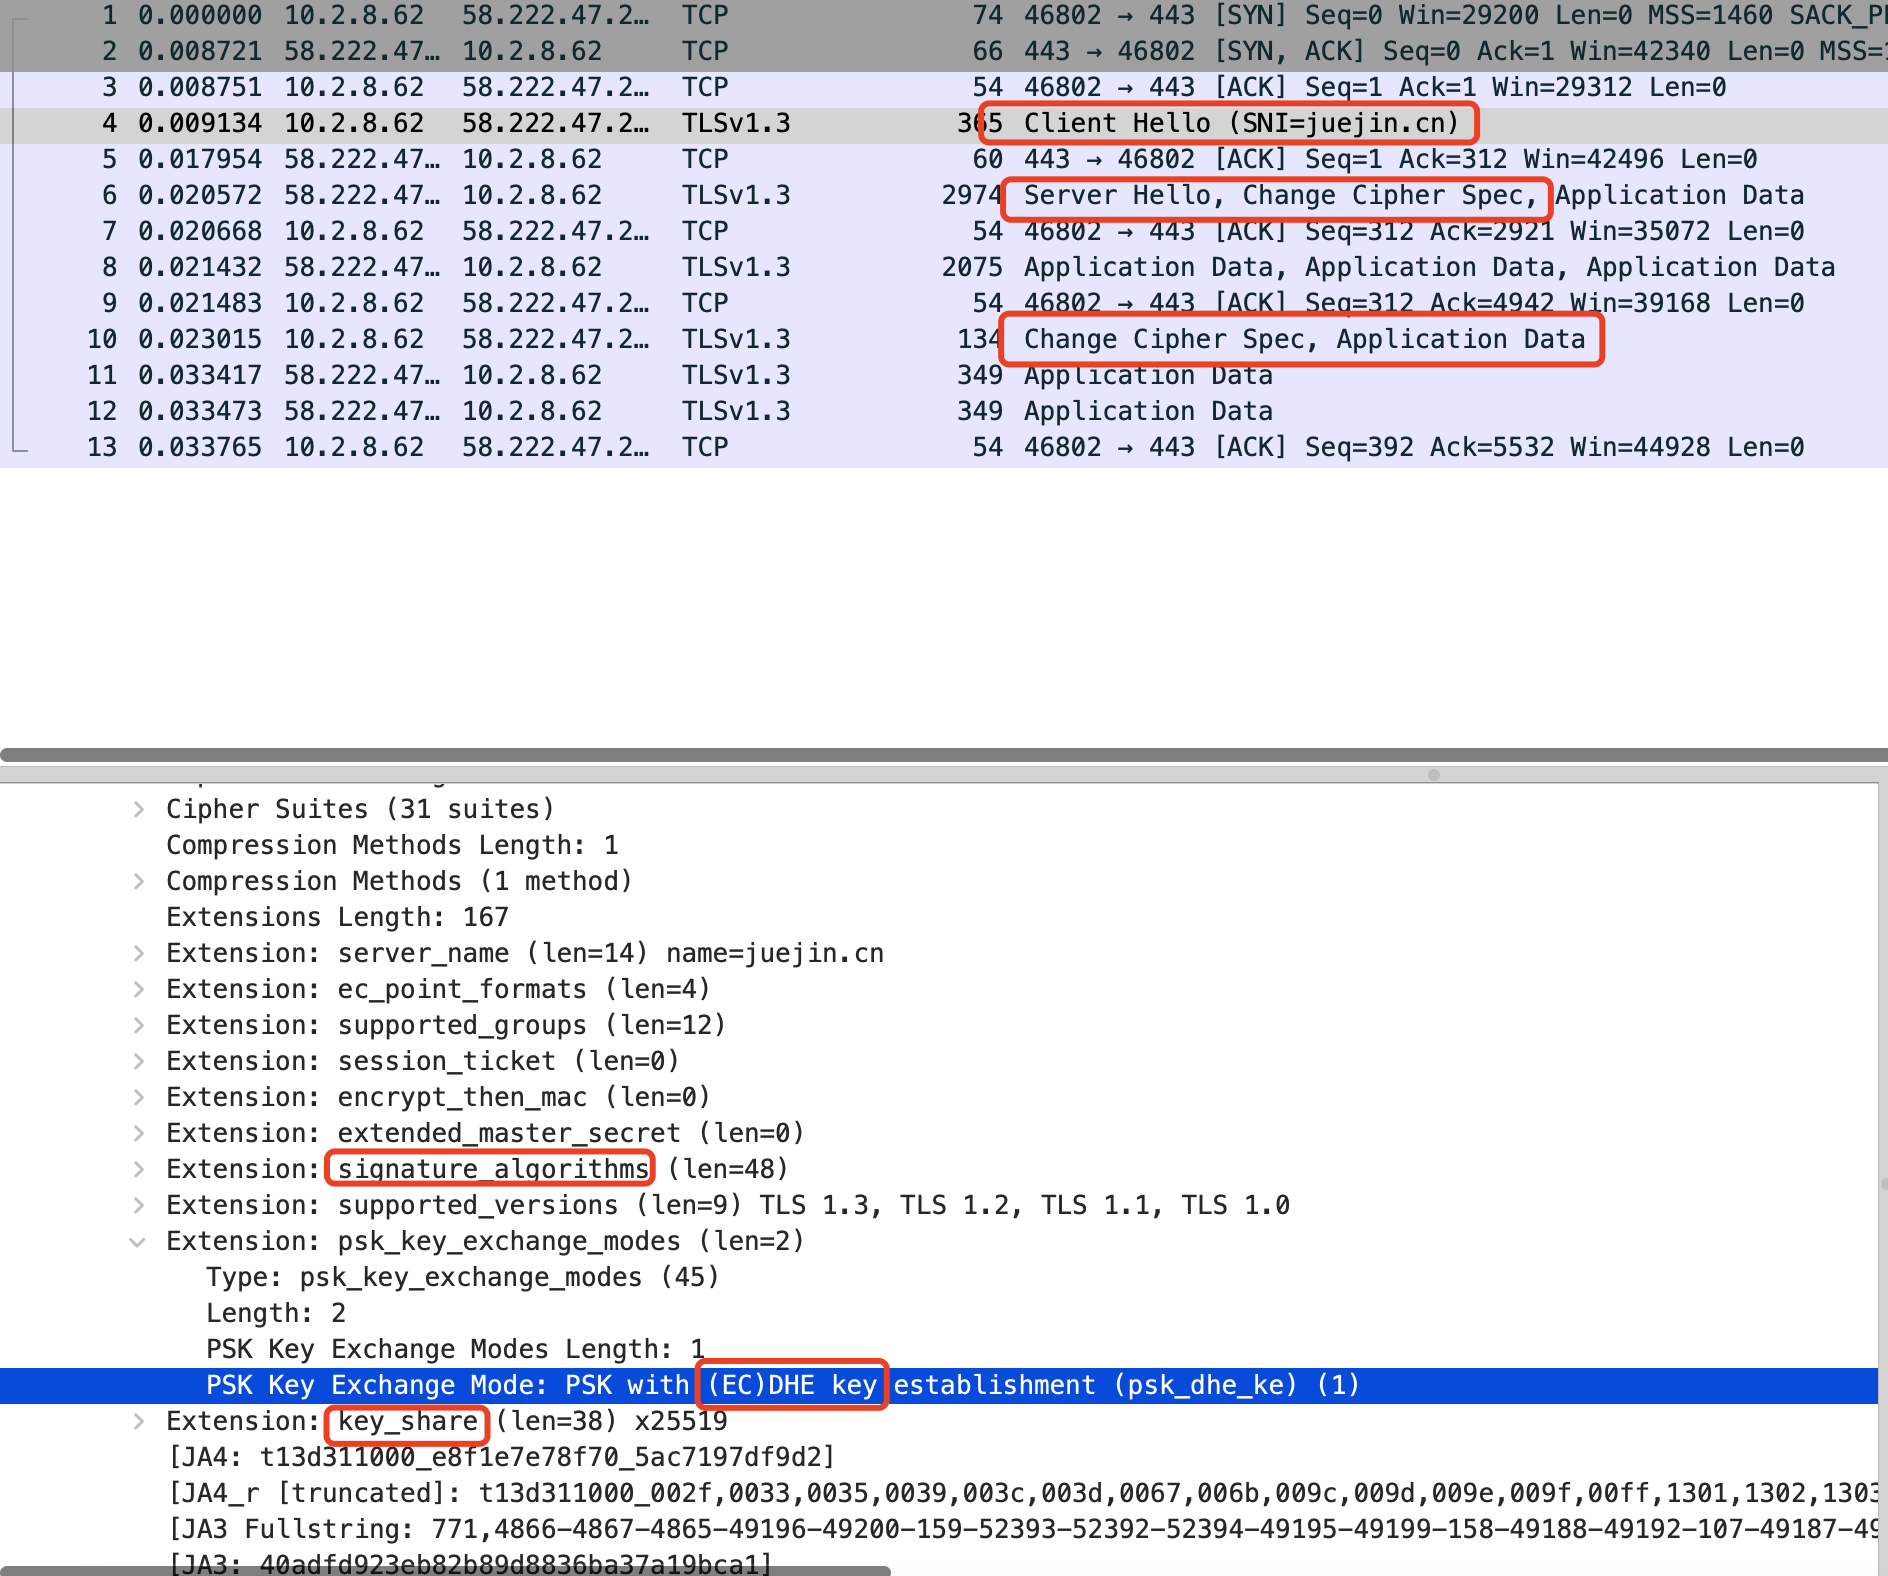 1 0.000000 10.2.8.62 58.222.47.2… TCP 74 46802 → 443 [SYN] Seq=0 Win=29200 Len=0 MSS=1460
2 0.008721 58.222.47… 10.2.8.62 TCP 66 443 → 46802 [SYN, ACK] Seq=0 Ack=1 Win=42340 Len=0
3 0.008751 10.2.8.62 58.222.47.2… TCP 54 46802 → 443 [ACK] Seq=1 Ack=1 Win=29312 Len=0
4 0.009134 10.2.8.62 58.222.47.2… TLSv1.3 365 Client Hello (SNI=juejin.cn)
5 0.017954 58.222.47… 10.2.8.62 TCP 60 443 → 46802 [ACK] Seq=1 Ack=312 Win=42496 Len=0
6 0.020572 58.222.47… 10.2.8.62 TLSv1.3 2974 Server Hello, Change Cipher Spec, Application Data
7 0.020668 10.2.8.62 58.222.47.2… TCP 54 46802 → 443 [ACK] Seq=312 Ack=2921 Win=35072 Len=0
8 0.021432 58.222.47… 10.2.8.62 TLSv1.3 2075 Application Data, Application Data, Application Data
9 0.021483 10.2.8.62 58.222.47.2… TCP 54 46802 → 443 [ACK] Seq=312 Ack=4942 Win=39168 Len=0
10 0.023015 10.2.8.62 58.222.47.2… TLSv1.3 134 Change Cipher Spec, Application Data
11 0.033417 58.222.47… 10.2.8.62 TLSv1.3 349 Application Data
12 0.033473 58.222.47… 10.2.8.62 TLSv1.3 349 Application Data
13 0.033765 10.2.8.62 58.222.47.2… TCP 54 46802 → 443 [ACK] Seq=392 Ack=5532 Win=44928 Len=0
Cipher Suites (31 suites)
Compression Methods Length: 1
Compression Methods (1 method)
Extensions Length: 167
Extension: server_name (len=14) name=juejin.cn
Extension: ec_point_formats (len=4)
Extension: supported_groups (len=12)
Extension: session_ticket (len=0)
Extension: encrypt_then_mac (len=0)
Extension: extended_master_secret (len=0)
Extension: signature_algorithms (len=48)
Extension: supported_versions (len=9) TLS 1.3, TLS 1.2, TLS 1.1, TLS 1.0
Extension: psk_key_exchange_modes (len=2)
Type: psk_key_exchange_modes (45)
Length: 2
PSK Key Exchange Modes Length: 1
PSK Key Exchange Mode: PSK with (EC)DHE key establishment (psk_dhe_ke) (1)
Extension: key_share (len=38) x25519
[JA4: t13d311000_e8f1e7e78f70_5ac7197df9d2]
[JA4_r [truncated]: t13d311000_002f,0033,0035,0039,003c,003d,0067,006b,009c,009d,009e,009f,00ff,1301,1302,1303
[JA3 Fullstring: 771,4866-4867-4865-49196-49200-159-52393-52392-52394-49195-49199-158-49188-49192-107-49187-49
[JA3: 40adfd923eb82b89d8836ba37a19bca1]